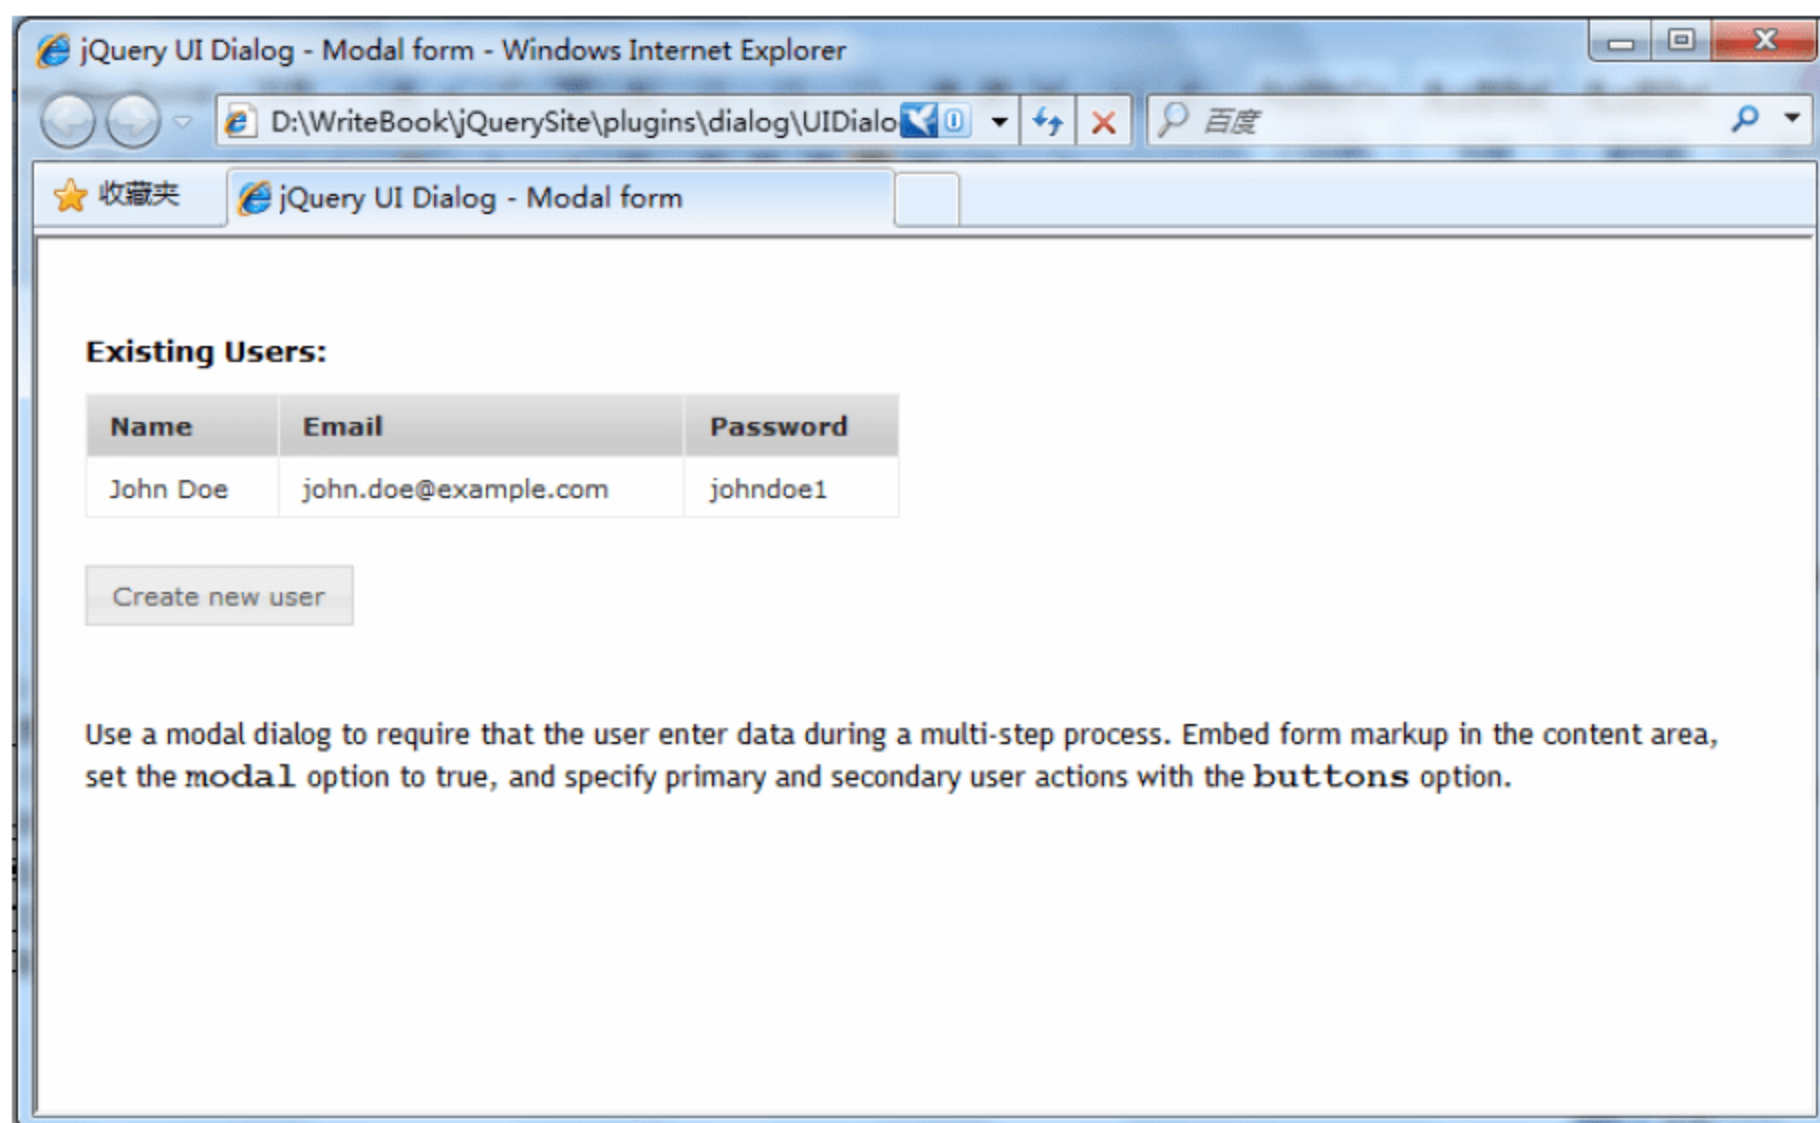 jQuery UI Dialog - Modal form - Windows Internet Explorer
D:\WriteBook\jQuerySite\plugins\dialog\UIDialo 0 百度
收藏夹 jQuery UI Dialog - Modal form
Existing Users:
Name Email Password
John Doe john.doe@example.com johndoe1
Create new user
Use a modal dialog to require that the user enter data during a multi-step process. Embed form markup in the content area,
set the modal option to true, and specify primary and secondary user actions with the buttons option.